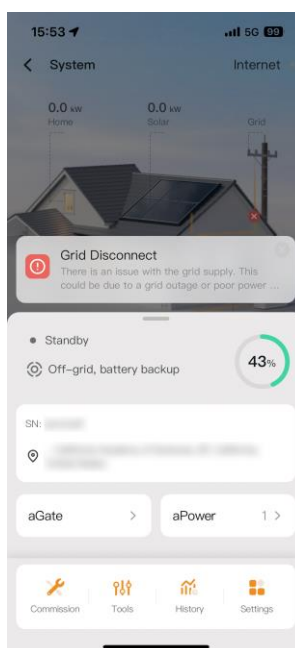 15:53 5G 99
System Internet
0.0 kW 0.0 kW
Home Solar Grid
Grid Disconnect
There is an issue with the grid supply. This
could be due to a grid outage or poor power ...
Standby
Off-grid, battery backup
43%
SN:
aGate aPower 1
Commission Tools History Settings